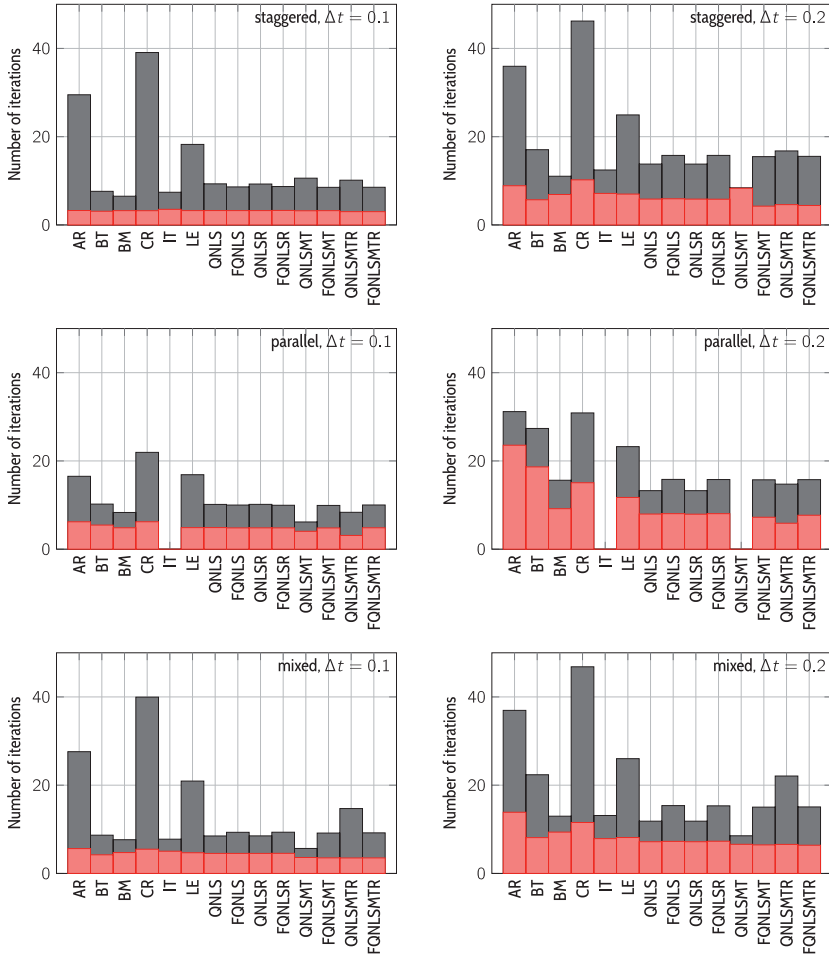 staggered, Δt = 0.1
Number of iterations
40
20
0
AR
BT
BM
CR
IT
LE
QNLS
FQNLS
QNLSR
FQNLSR
QNLSMT
FQNLSMT
QNLSMTR
FQNLSMTR
staggered, Δt = 0.2
Number of iterations
40
20
0
AR
BT
BM
CR
IT
LE
QNLS
FQNLS
QNLSR
FQNLSR
QNLSMT
FQNLSMT
QNLSMTR
FQNLSMTR
parallel, Δt = 0.1
Number of iterations
40
20
0
AR
BT
BM
CR
IT
LE
QNLS
FQNLS
QNLSR
FQNLSR
QNLSMT
FQNLSMT
QNLSMTR
FQNLSMTR
parallel, Δt = 0.2
Number of iterations
40
20
0
AR
BT
BM
CR
IT
LE
QNLS
FQNLS
QNLSR
FQNLSR
QNLSMT
FQNLSMT
QNLSMTR
FQNLSMTR
mixed, Δt = 0.1
Number of iterations
40
20
0
AR
BT
BM
CR
IT
LE
QNLS
FQNLS
QNLSR
FQNLSR
QNLSMT
FQNLSMT
QNLSMTR
FQNLSMTR
mixed, Δt = 0.2
Number of iterations
40
20
0
AR
BT
BM
CR
IT
LE
QNLS
FQNLS
QNLSR
FQNLSR
QNLSMT
FQNLSMT
QNLSMTR
FQNLSMTR